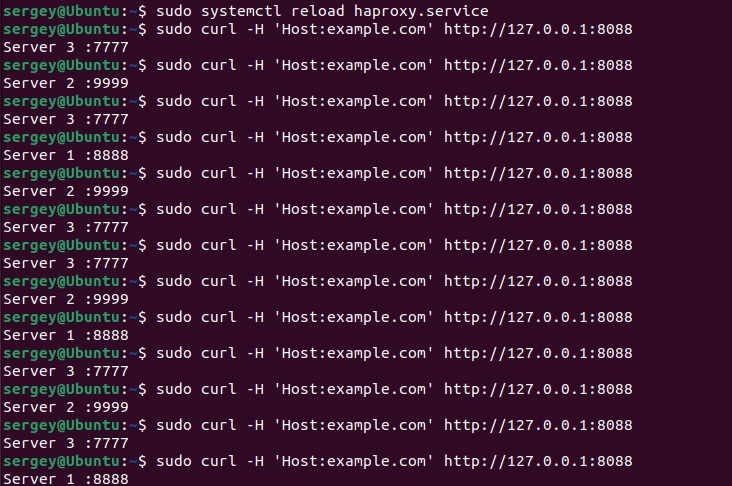 sergey@Ubuntu:~$ sudo systemctl reload haproxy.service
sergey@Ubuntu:~$ sudo curl -H 'Host:example.com' http://127.0.0.1:8088
Server 3 :7777
sergey@Ubuntu:~$ sudo curl -H 'Host:example.com' http://127.0.0.1:8088
Server 2 :9999
sergey@Ubuntu:~$ sudo curl -H 'Host:example.com' http://127.0.0.1:8088
Server 3 :7777
sergey@Ubuntu:~$ sudo curl -H 'Host:example.com' http://127.0.0.1:8088
Server 1 :8888
sergey@Ubuntu:~$ sudo curl -H 'Host:example.com' http://127.0.0.1:8088
Server 2 :9999
sergey@Ubuntu:~$ sudo curl -H 'Host:example.com' http://127.0.0.1:8088
Server 3 :7777
sergey@Ubuntu:~$ sudo curl -H 'Host:example.com' http://127.0.0.1:8088
Server 3 :7777
sergey@Ubuntu:~$ sudo curl -H 'Host:example.com' http://127.0.0.1:8088
Server 2 :9999
sergey@Ubuntu:~$ sudo curl -H 'Host:example.com' http://127.0.0.1:8088
Server 1 :8888
sergey@Ubuntu:~$ sudo curl -H 'Host:example.com' http://127.0.0.1:8088
Server 3 :7777
sergey@Ubuntu:~$ sudo curl -H 'Host:example.com' http://127.0.0.1:8088
Server 2 :9999
sergey@Ubuntu:~$ sudo curl -H 'Host:example.com' http://127.0.0.1:8088
Server 3 :7777
sergey@Ubuntu:~$ sudo curl -H 'Host:example.com' http://127.0.0.1:8088
Server 1 :8888